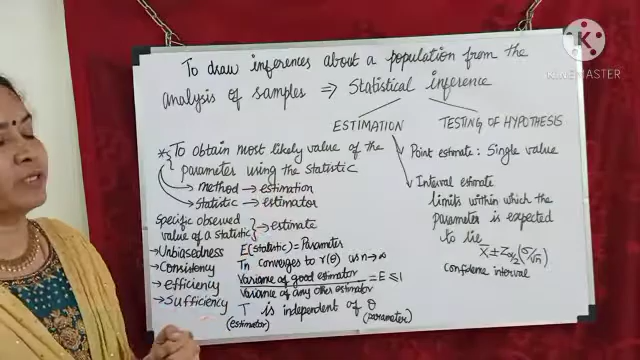 To draw inferences about a population from the
analysis of samples ⇒ Statistical inference
ESTIMATION
TESTING OF HYPOTHESIS
* To obtain most likely value of the
parameter using the statistic
→ method → estimation
→ statistic → estimator
Specific observed
value of a statistic } → estimate
→ Unbiasedness E(statistic) = Parameter
→ Consistency Tn converges to γ(θ) as n→∞
→ efficiency Variance of good estimator
Variance of any other estimator = E ≤ 1
→ Sufficiency T is independent of θ
(estimator) (parameter)
Point estimate : Single value
Interval estimate
limits within which the
parameter is expected
to lie
X̄ ± Zα/2 (σ/√n)
confidence interval
K
KINEMASTER